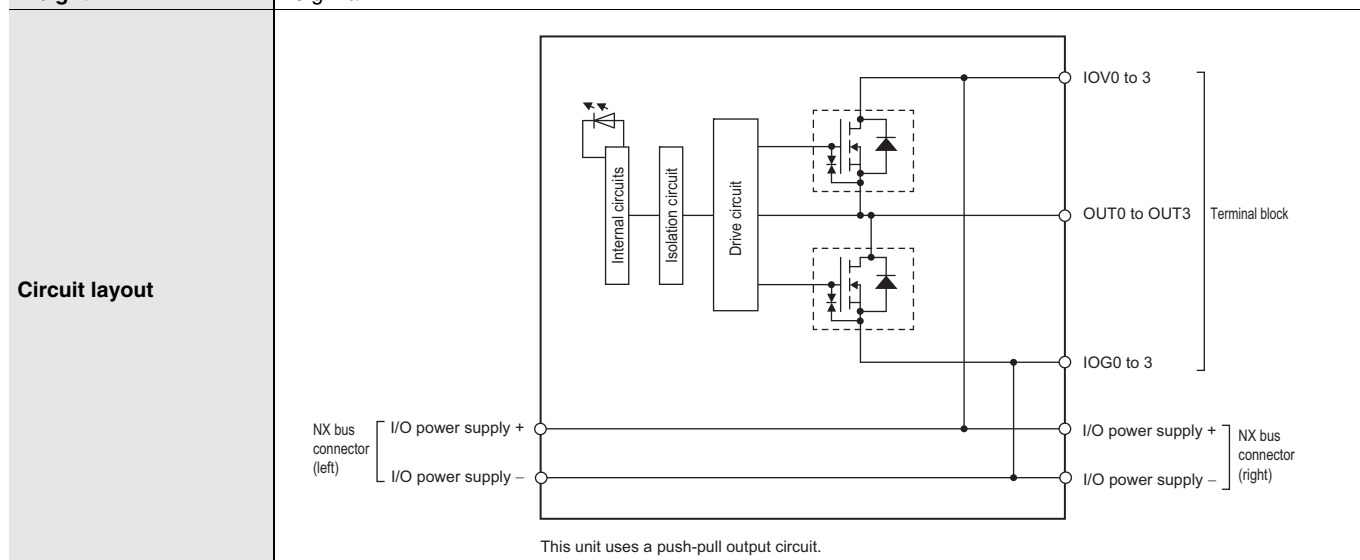 Circuit layout
Internal circuits
Isolation circuit
Drive circuit
IOV0 to 3
OUT0 to OUT3
Terminal block
IOG0 to 3
NX bus
connector
(left)
I/O power supply +
I/O power supply –
I/O power supply +
I/O power supply –
NX bus
connector
(right)
This unit uses a push-pull output circuit.